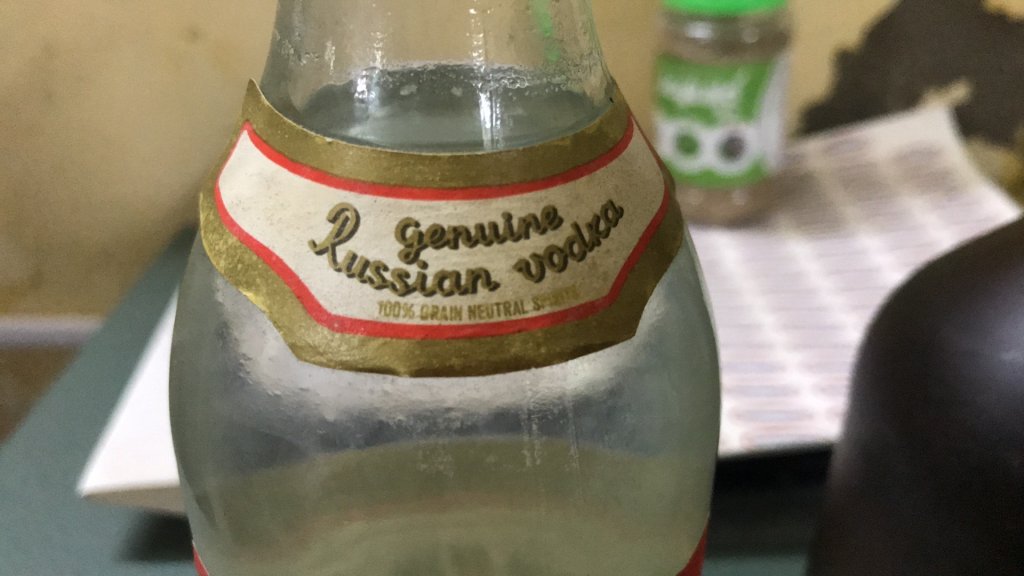 genuine
Russian vodka
100% GRAIN NEUTRAL SPIRITS